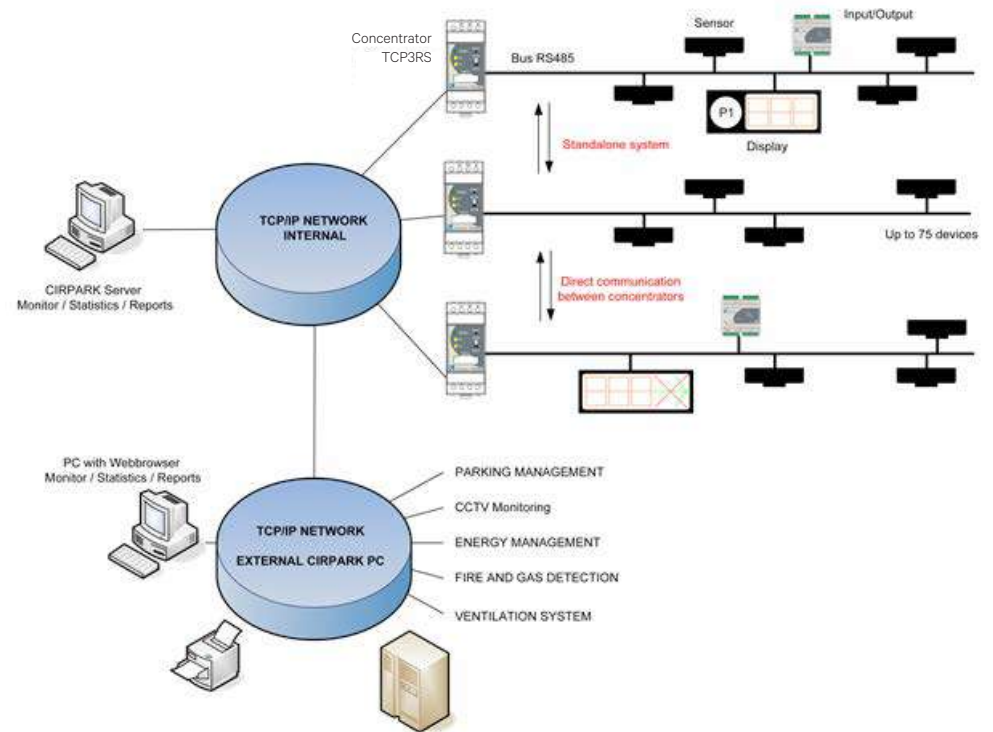 Concentrator
TCP3RS
Bus RS485
Sensor
Input/Output
P1
Display
Standalone system
TCP/IP NETWORK
INTERNAL
CIRPARK Server
Monitor / Statistics / Reports
Up to 75 devices
Direct communication
between concentrators
PC with Webbrowser
Monitor / Statistics / Reports
TCP/IP NETWORK
EXTERNAL CIRPARK PC
PARKING MANAGEMENT
CCTV Monitoring
ENERGY MANAGEMENT
FIRE AND GAS DETECTION
VENTILATION SYSTEM